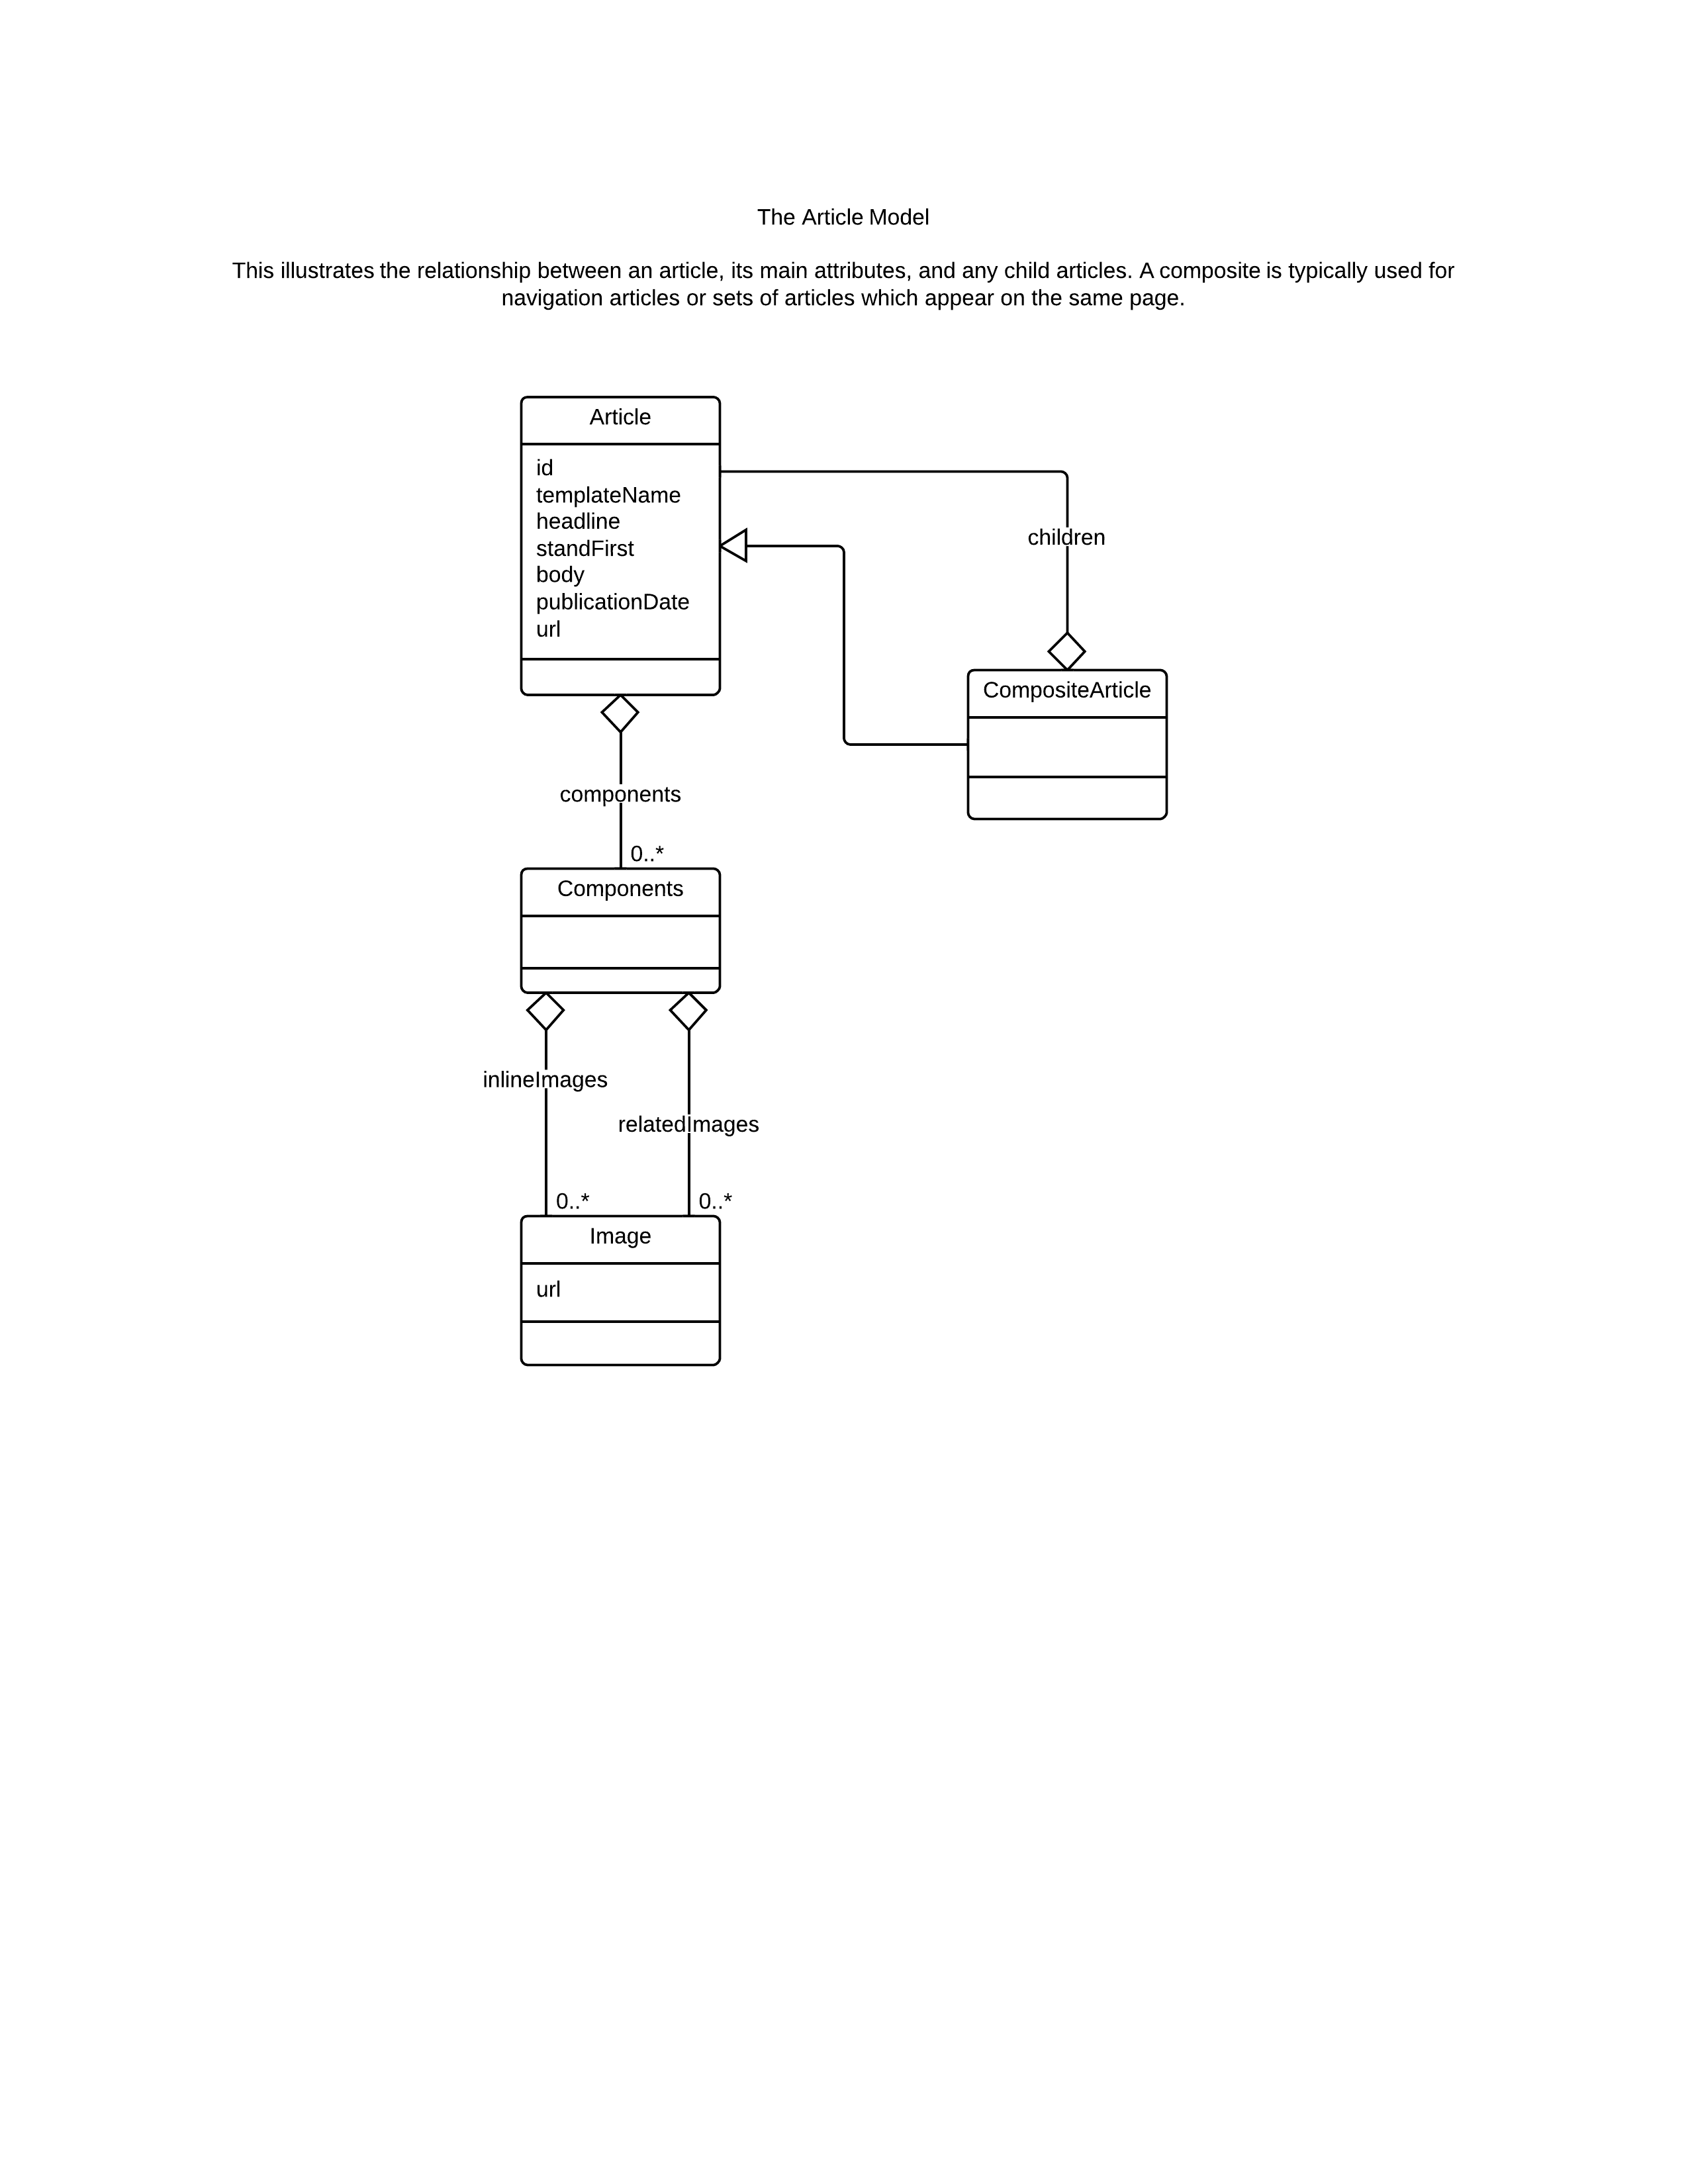 The Article Model
This illustrates the relationship between an article, its main attributes, and any child articles. A composite is typically used for
navigation articles or sets of articles which appear on the same page.
Article
id
templateName
headline
standFirst
body
publicationDate
url
children
CompositeArticle
components
0..*
Components
inlineImages
relatedImages
0..*
0..*
Image
url